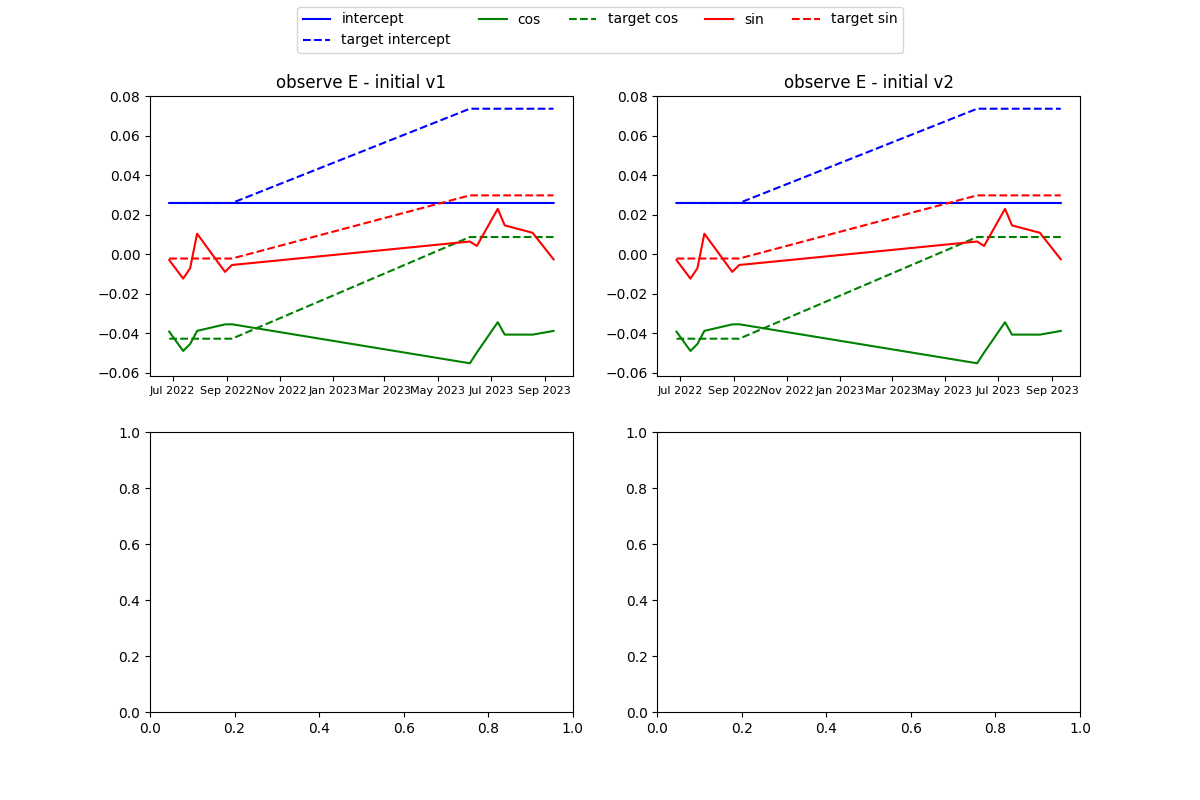 intercept
target intercept
cos
target cos
sin
target sin
observe E - initial v1
0.08
0.06
0.04
0.02
0.00
−0.02
−0.04
−0.06
Jul 2022 Sep 2022 Nov 2022 Jan 2023 Mar 2023 May 2023 Jul 2023 Sep 2023
observe E - initial v2
0.08
0.06
0.04
0.02
0.00
−0.02
−0.04
−0.06
Jul 2022 Sep 2022 Nov 2022 Jan 2023 Mar 2023 May 2023 Jul 2023 Sep 2023
1.0
0.8
0.6
0.4
0.2
0.0
0.0 0.2 0.4 0.6 0.8 1.0
1.0
0.8
0.6
0.4
0.2
0.0
0.0 0.2 0.4 0.6 0.8 1.0